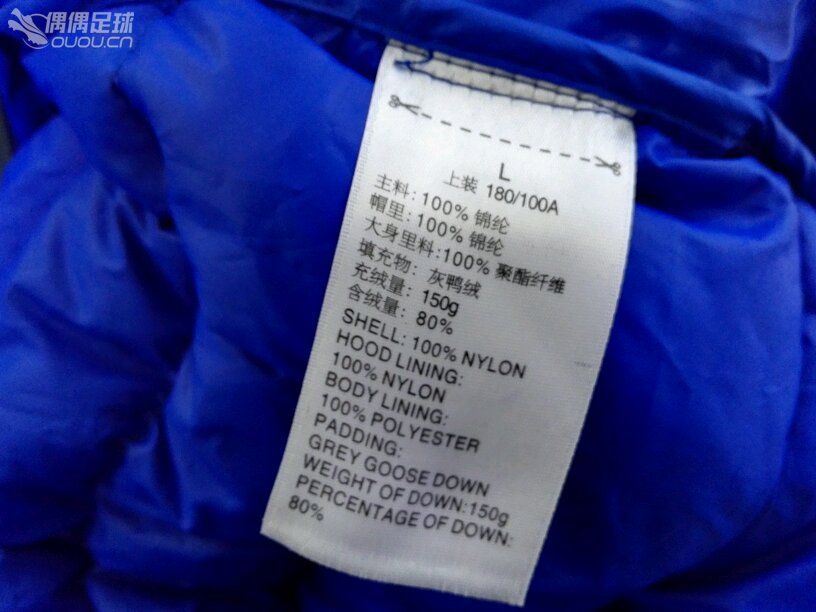 偶偶足球
OUOU.CN
L
上装 180/100A
主料: 100% 锦纶
帽里: 100% 锦纶
大身里料: 100% 聚酯纤维
填充物: 灰鸭绒
充绒量: 150g
含绒量: 80%
SHELL: 100% NYLON
HOOD LINING:
100% NYLON
BODY LINING:
100% POLYESTER
PADDING:
GREY GOOSE DOWN
WEIGHT OF DOWN:150g
PERCENTAGE OF DOWN:
80%